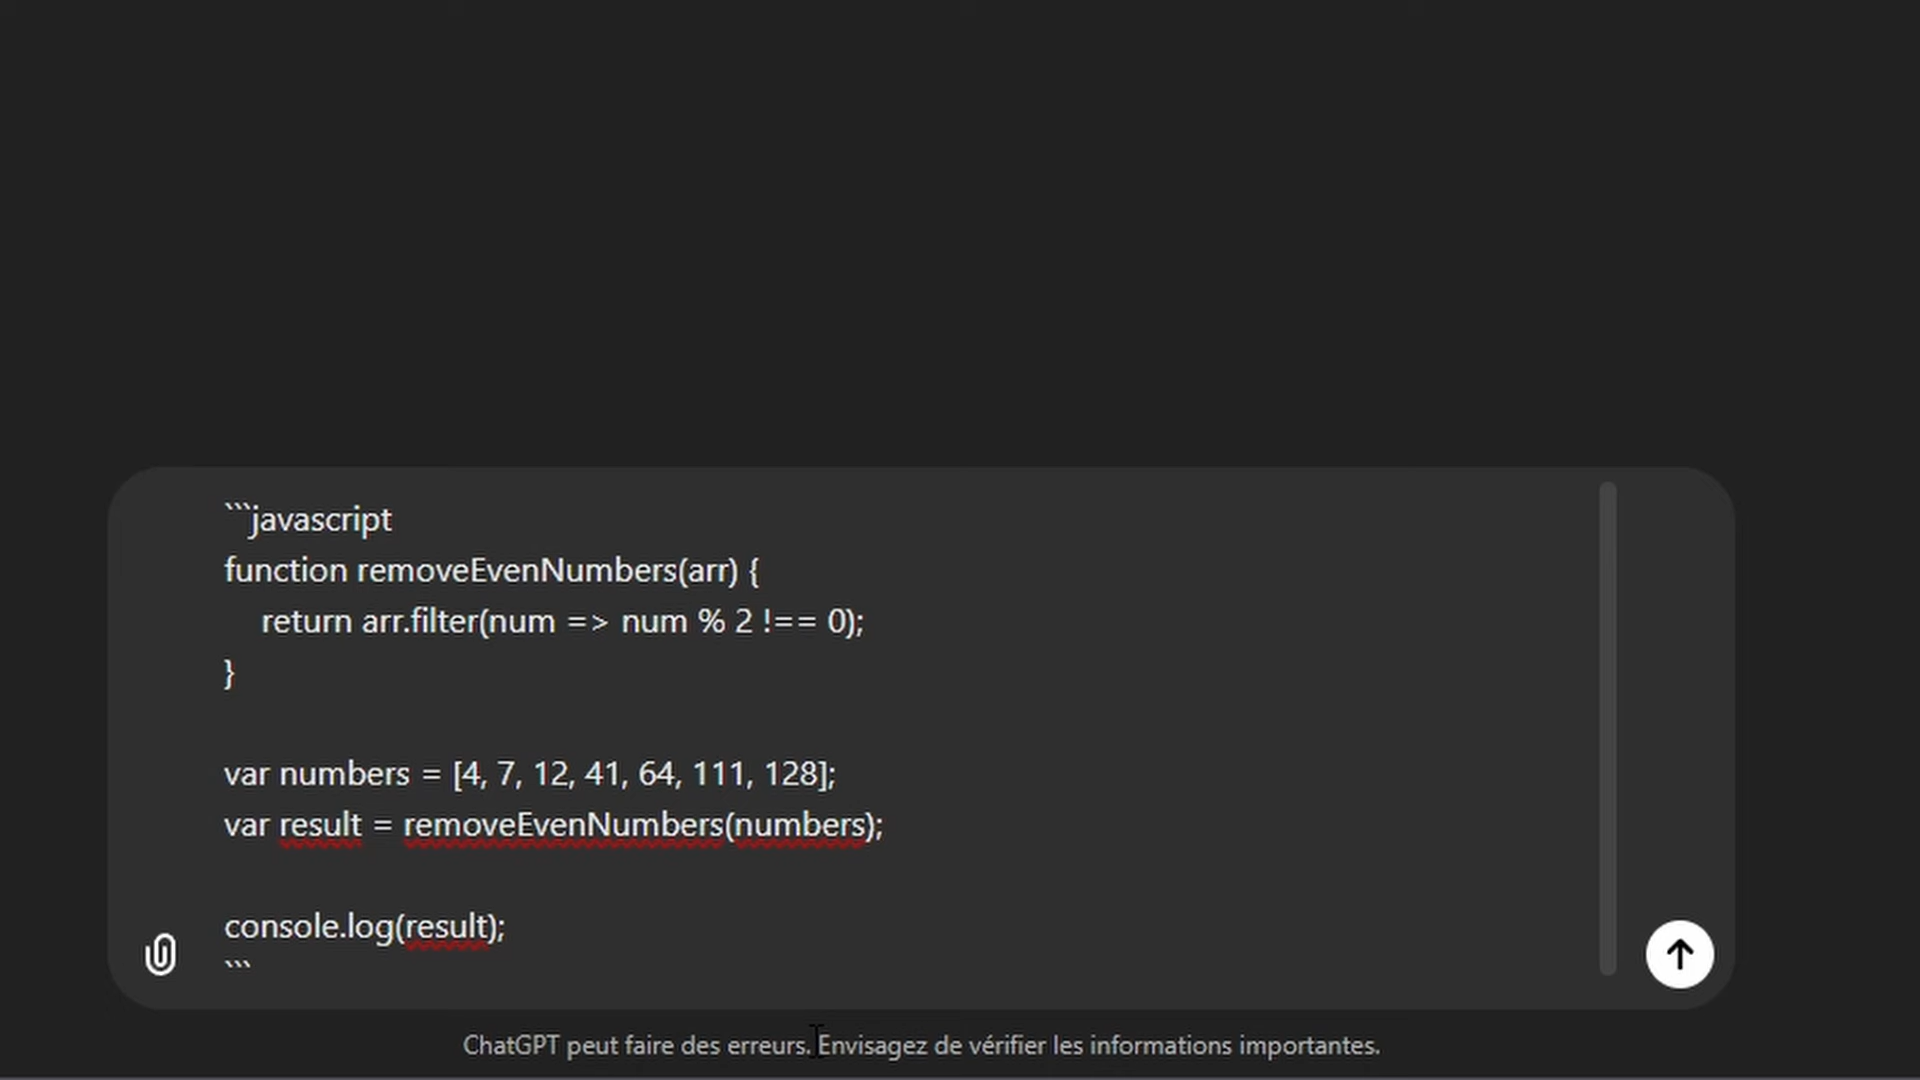 ```javascript
function removeEvenNumbers(arr) {
    return arr.filter(num => num % 2 !== 0);
}
var numbers = [4, 7, 12, 41, 64, 111, 128];
var result = removeEvenNumbers(numbers);
console.log(result);
```
ChatGPT peut faire des erreurs. Envisagez de vérifier les informations importantes.